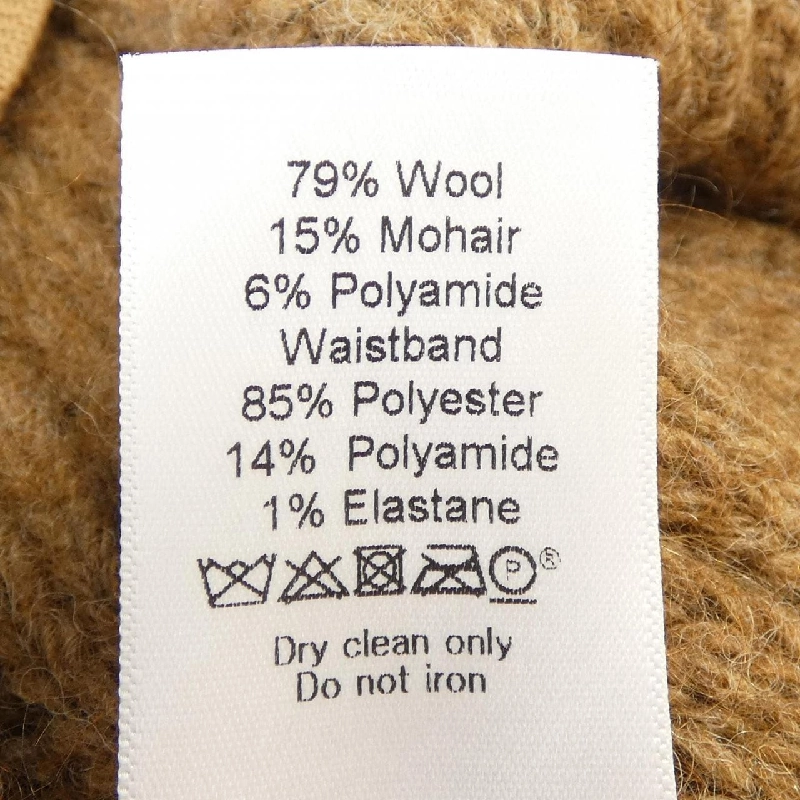 79% Wool
15% Mohair
6% Polyamide
Waistband
85% Polyester
14% Polyamide
1% Elastane
P ®
Dry clean only
Do not iron